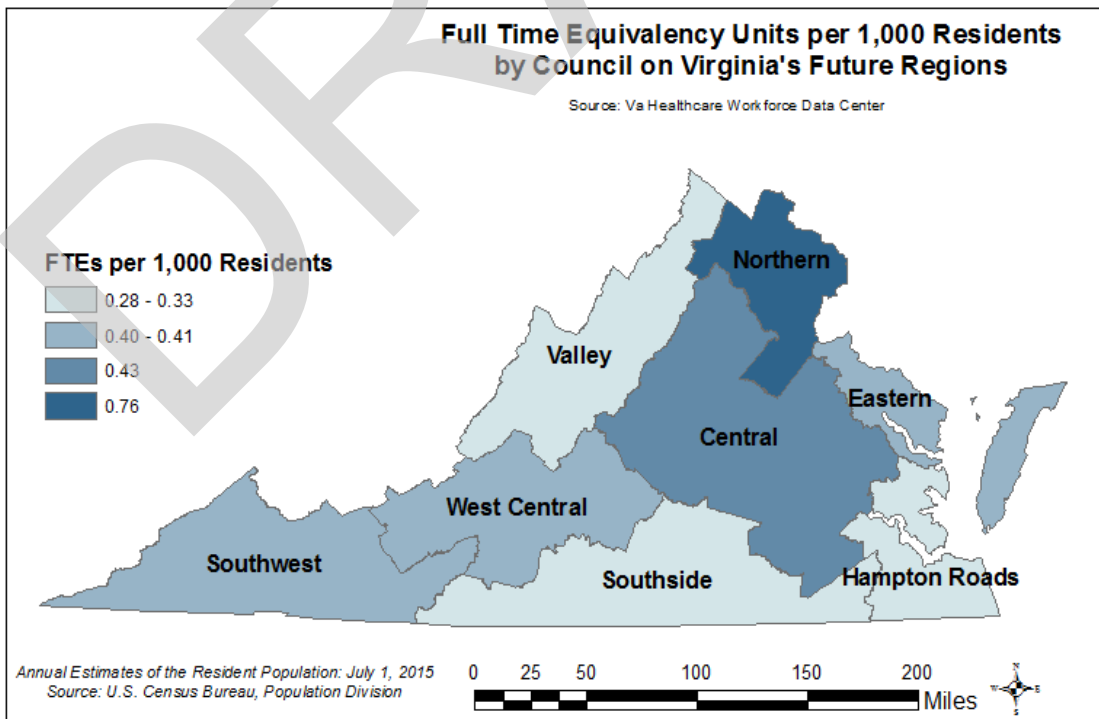 Full Time Equivalency Units per 1,000 Residents
by Council on Virginia's Future Regions
Source: Va Healthcare Workforce Data Center
FTEs per 1,000 Residents
0.28 - 0.33
0.40 - 0.41
0.43
0.76
Northern
Valley
Eastern
Central
West Central
Southwest
Southside
Hampton Roads
Annual Estimates of the Resident Population: July 1, 2015
Source: U.S. Census Bureau, Population Division
0 25 50 100 150 200
Miles
N
W E
S
DR